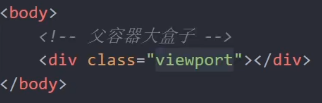 <body>
<!-- 父容器大盒子 -->
<div class="viewport"></div>
</body>